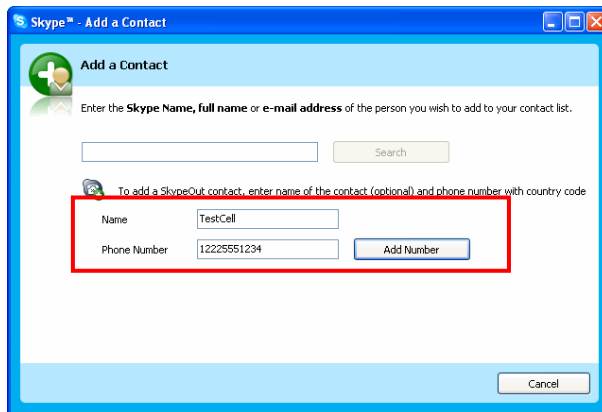 Skype™ - Add a Contact
Add a Contact
Enter the Skype Name, full name or e-mail address of the person you wish to add to your contact list.
Search
To add a SkypeOut contact, enter name of the contact (optional) and phone number with country code
Name TestCell
Phone Number 12225551234 Add Number
Cancel